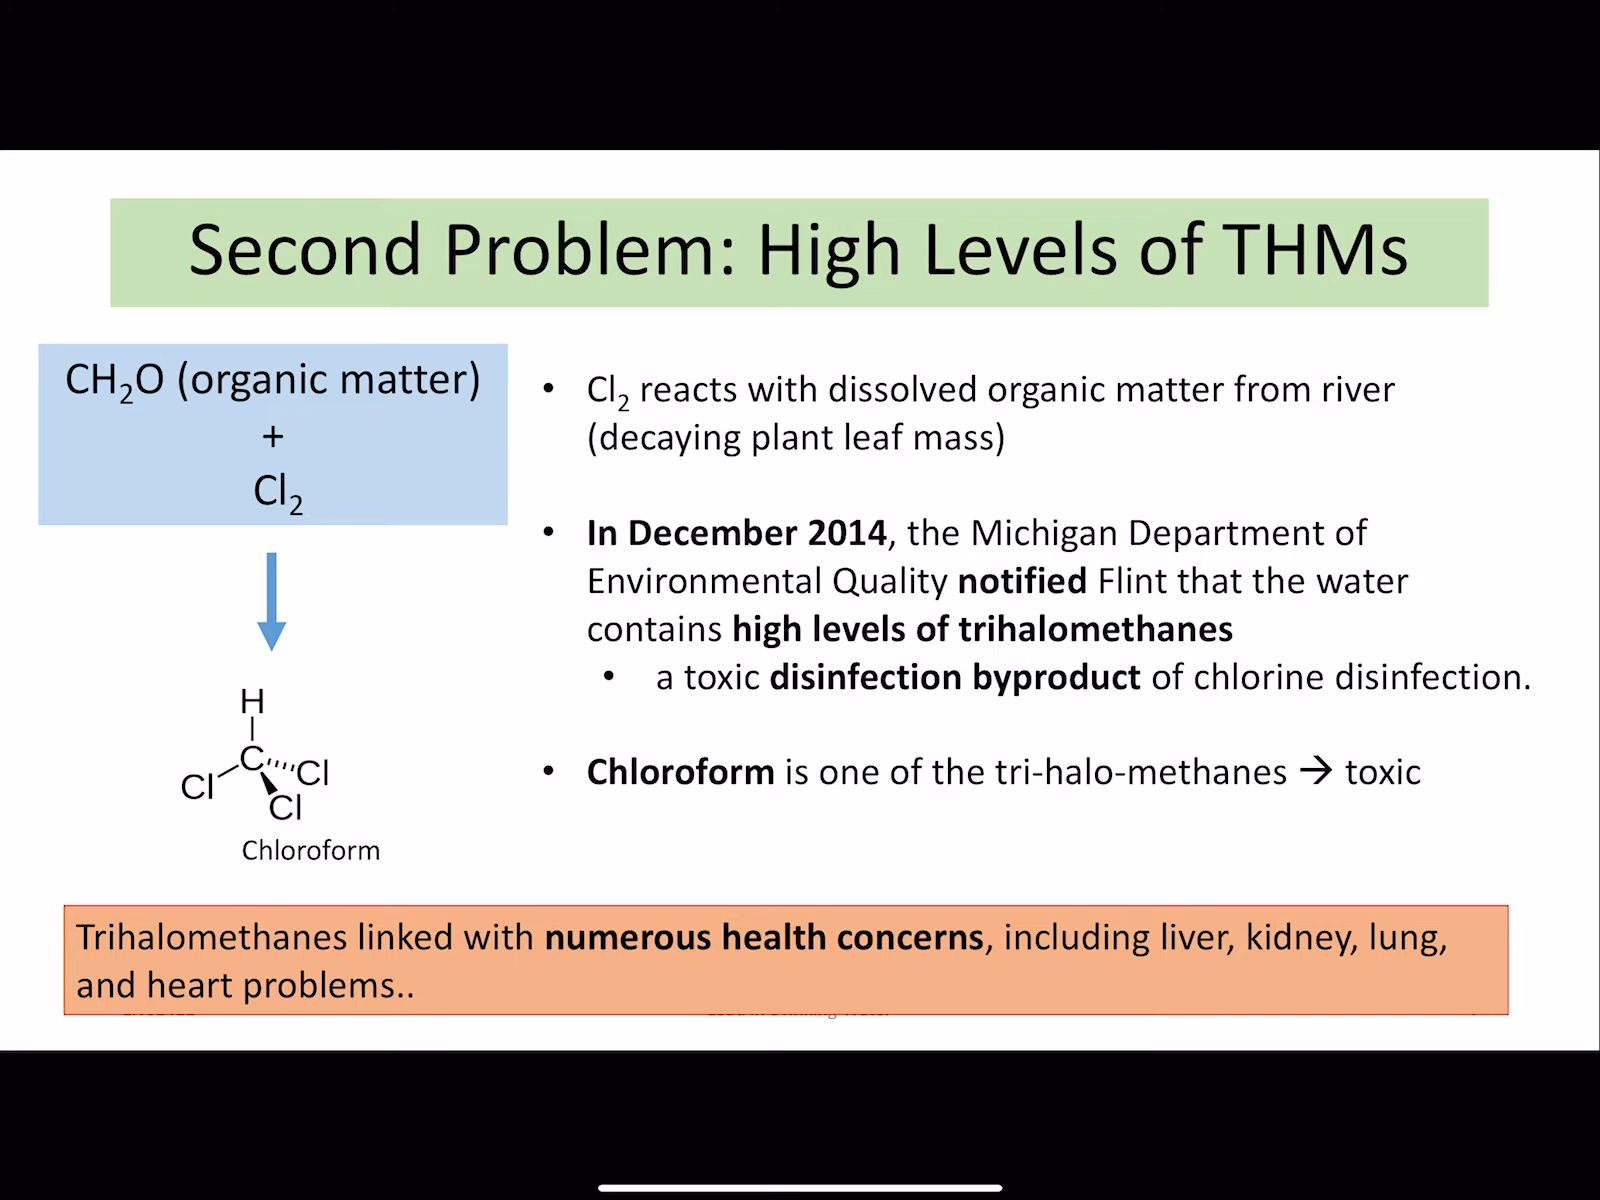 Second Problem: High Levels of THMs
CH₂O (organic matter)
+
Cl₂
H
C
Cl
Cl
Cl
Chloroform
• Cl₂ reacts with dissolved organic matter from river
(decaying plant leaf mass)
• In December 2014, the Michigan Department of
Environmental Quality notified Flint that the water
contains high levels of trihalomethanes
• a toxic disinfection byproduct of chlorine disinfection.
• Chloroform is one of the tri-halo-methanes → toxic
Trihalomethanes linked with numerous health concerns, including liver, kidney, lung,
and heart problems..